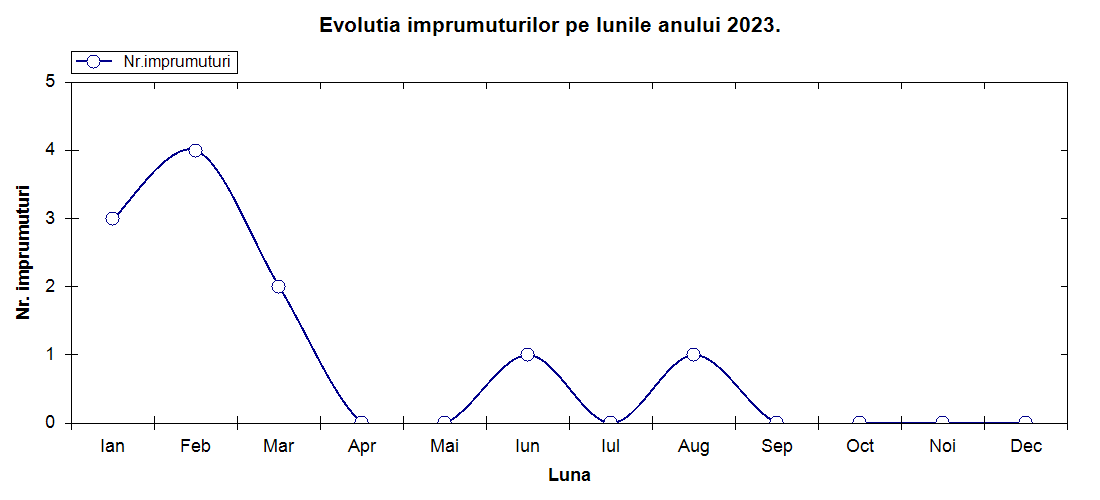 Evolutia imprumuturilor pe lunile anului 2023.
Nr.imprumuturi
5
4
3
2
1
0
Nr. imprumuturi
Ian Feb Mar Apr Mai Iun Iul Aug Sep Oct Noi Dec
Luna